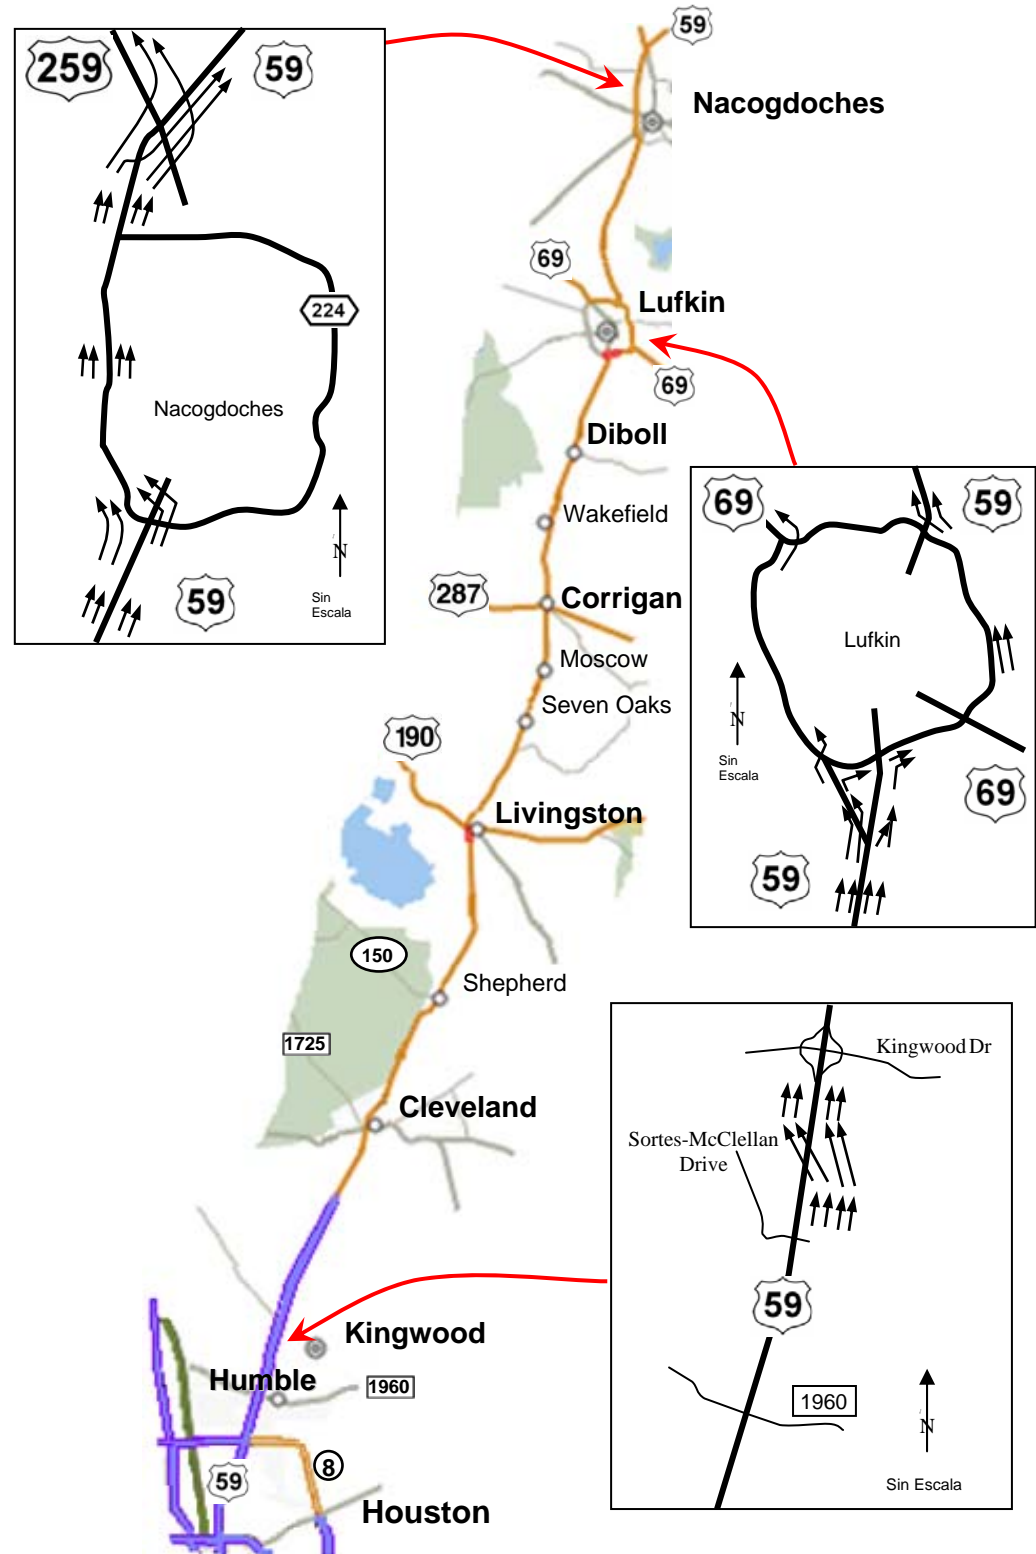 259
59
224
Nacogdoches
59
N
Sin
Escala
59
Nacogdoches
69
Lufkin
69
Diboll
Wakefield
287
Corrigan
Moscow
Seven Oaks
190
Livingston
150
Shepherd
1725
Cleveland
Kingwood
Humble
1960
59
8
Houston
69
59
Lufkin
N
Sin
Escala
69
59
Kingwood Dr
Sortes-McClellan
Drive
59
1960
N
Sin Escala